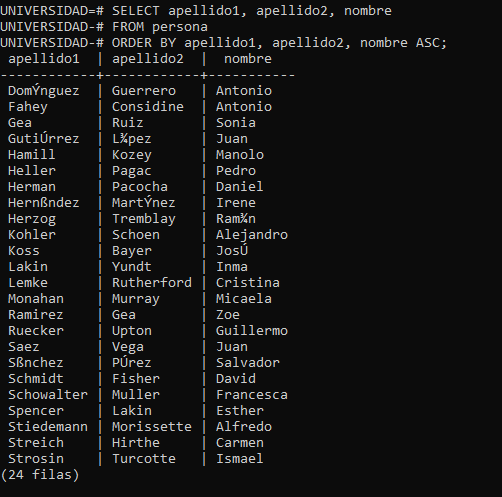 UNIVERSIDAD=# SELECT apellido1, apellido2, nombre
UNIVERSIDAD-# FROM persona
UNIVERSIDAD-# ORDER BY apellido1, apellido2, nombre ASC;
 apellido1  | apellido2  |  nombre
------------+------------+-----------
 DomÝnguez  | Guerrero   | Antonio
 Fahey      | Considine  | Antonio
 Gea        | Ruiz       | Sonia
 GutiÚrrez  | L¾pez      | Juan
 Hamill     | Kozey      | Manolo
 Heller     | Pagac      | Pedro
 Herman     | Pacocha    | Daniel
 Hernßndez  | MartÝnez   | Irene
 Herzog     | Tremblay   | Ram¾n
 Kohler     | Schoen     | Alejandro
 Koss       | Bayer      | JosÚ
 Lakin      | Yundt      | Inma
 Lemke      | Rutherford | Cristina
 Monahan    | Murray     | Micaela
 Ramirez    | Gea        | Zoe
 Ruecker    | Upton      | Guillermo
 Saez       | Vega       | Juan
 Sßnchez    | PÚrez      | Salvador
 Schmidt    | Fisher     | David
 Schowalter | Muller     | Francesca
 Spencer    | Lakin      | Esther
 Stiedemann | Morissette | Alfredo
 Streich    | Hirthe     | Carmen
 Strosin    | Turcotte   | Ismael
(24 filas)